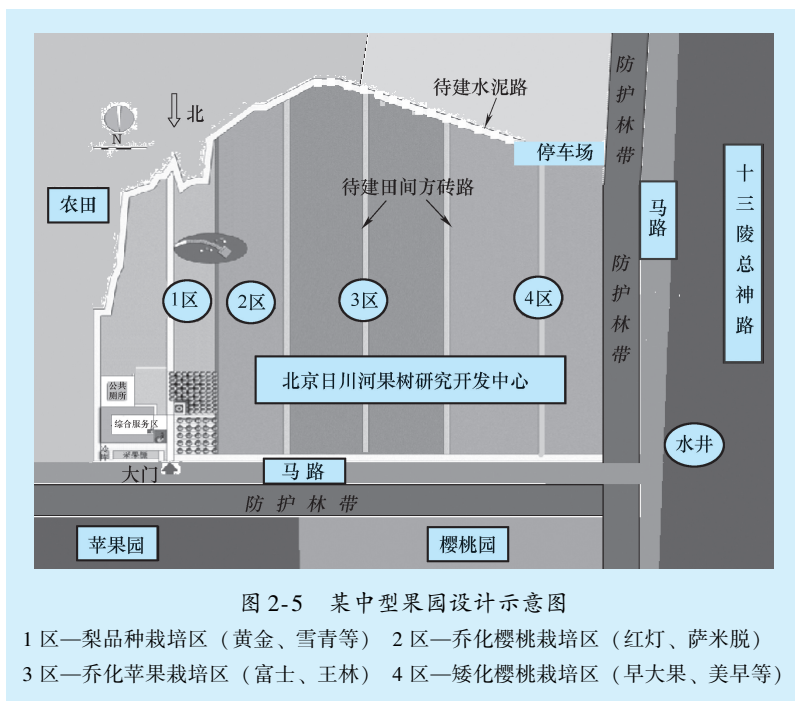 待建水泥路
防护林带
北
N
停车场
农田
待建田间方砖路
马路
十三陵总神路
1区
2区
3区
4区
防护林带
公共
厕所
北京日川河果树研究开发中心
综合服务区
水井
大门
马路
防护林带
苹果园
樱桃园
图 2-5 某中型果园设计示意图
1 区—梨品种栽培区（黄金、雪青等） 2 区—乔化樱桃栽培区（红灯、萨米脱）
3 区—乔化苹果栽培区（富士、王林） 4 区—矮化樱桃栽培区（早大果、美早等）